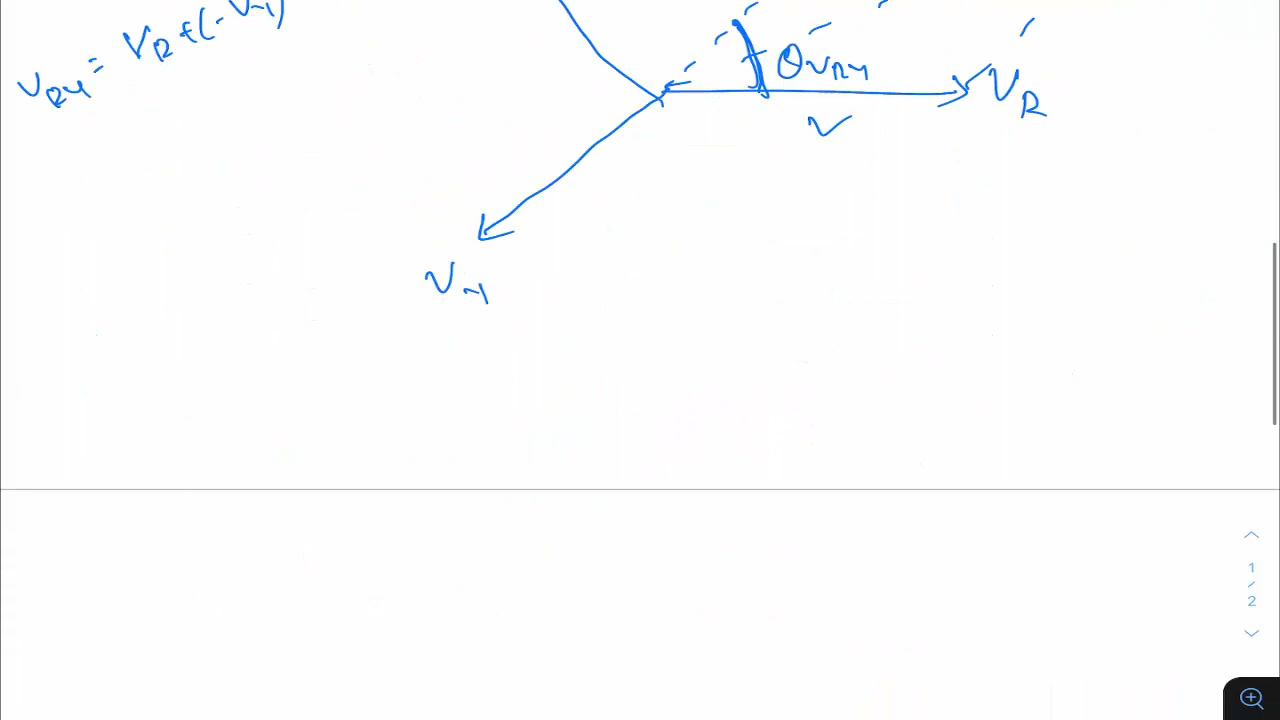 V_RY = V_R + (-V_Y)
θ_VRY
V_R
V
V_Y
1
/
2